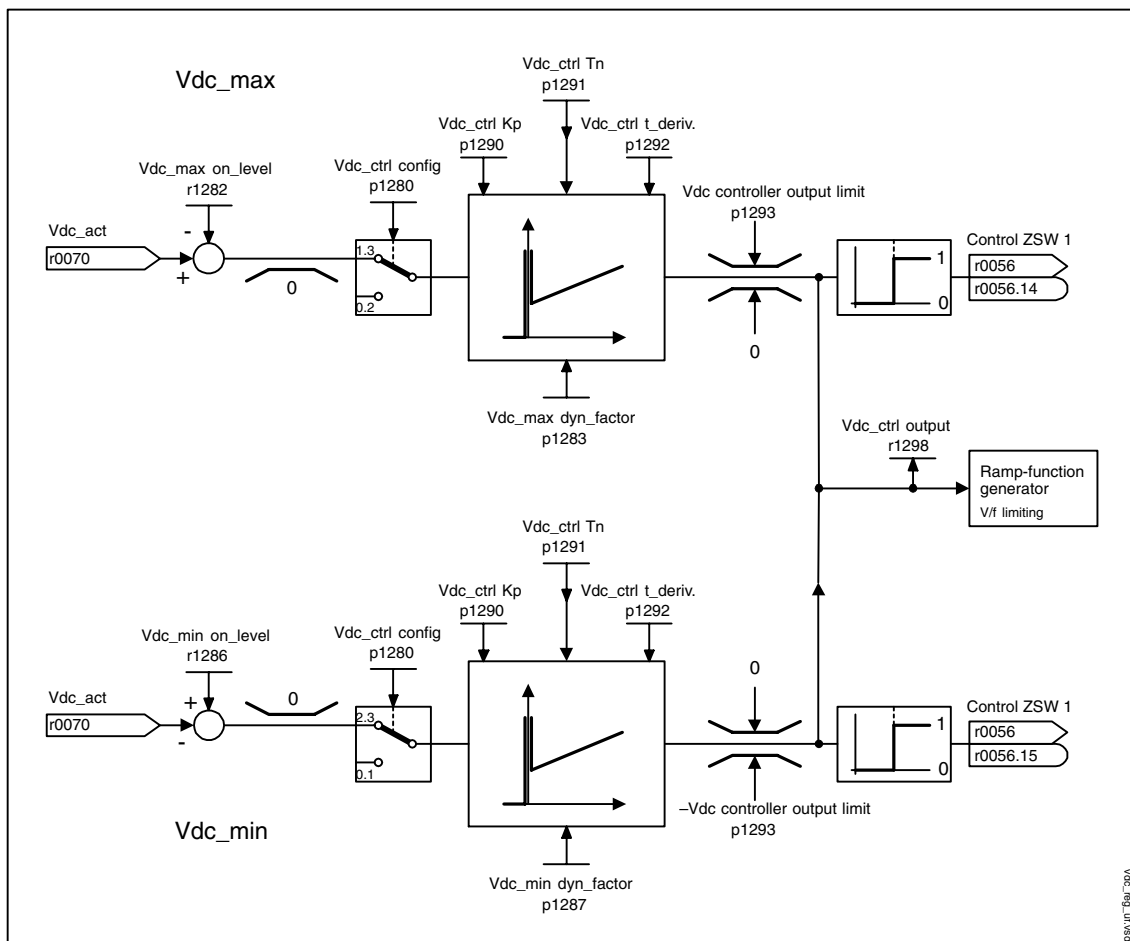 Vdc_max
Vdc_ctrl Tn
p1291
Vdc_ctrl Kp
p1290
Vdc_ctrl t_deriv.
p1292
Vdc_max on_level
r1282
Vdc_ctrl config
p1280
Vdc controller output limit
p1293
Vdc_act
r0070
-
+
0
1.3
0.2
0
1
0
Control ZSW 1
r0056
r0056.14
Vdc_max dyn_factor
p1283
Vdc_ctrl output
r1298
Ramp-function
generator
V/f limiting
Vdc_ctrl Tn
p1291
Vdc_ctrl Kp
p1290
Vdc_ctrl t_deriv.
p1292
Vdc_min on_level
r1286
Vdc_ctrl config
p1280
0
Vdc_act
r0070
+
-
0
2.3
0.1
–Vdc controller output limit
p1293
1
0
Control ZSW 1
r0056
r0056.15
Vdc_min
Vdc_min dyn_factor
p1287